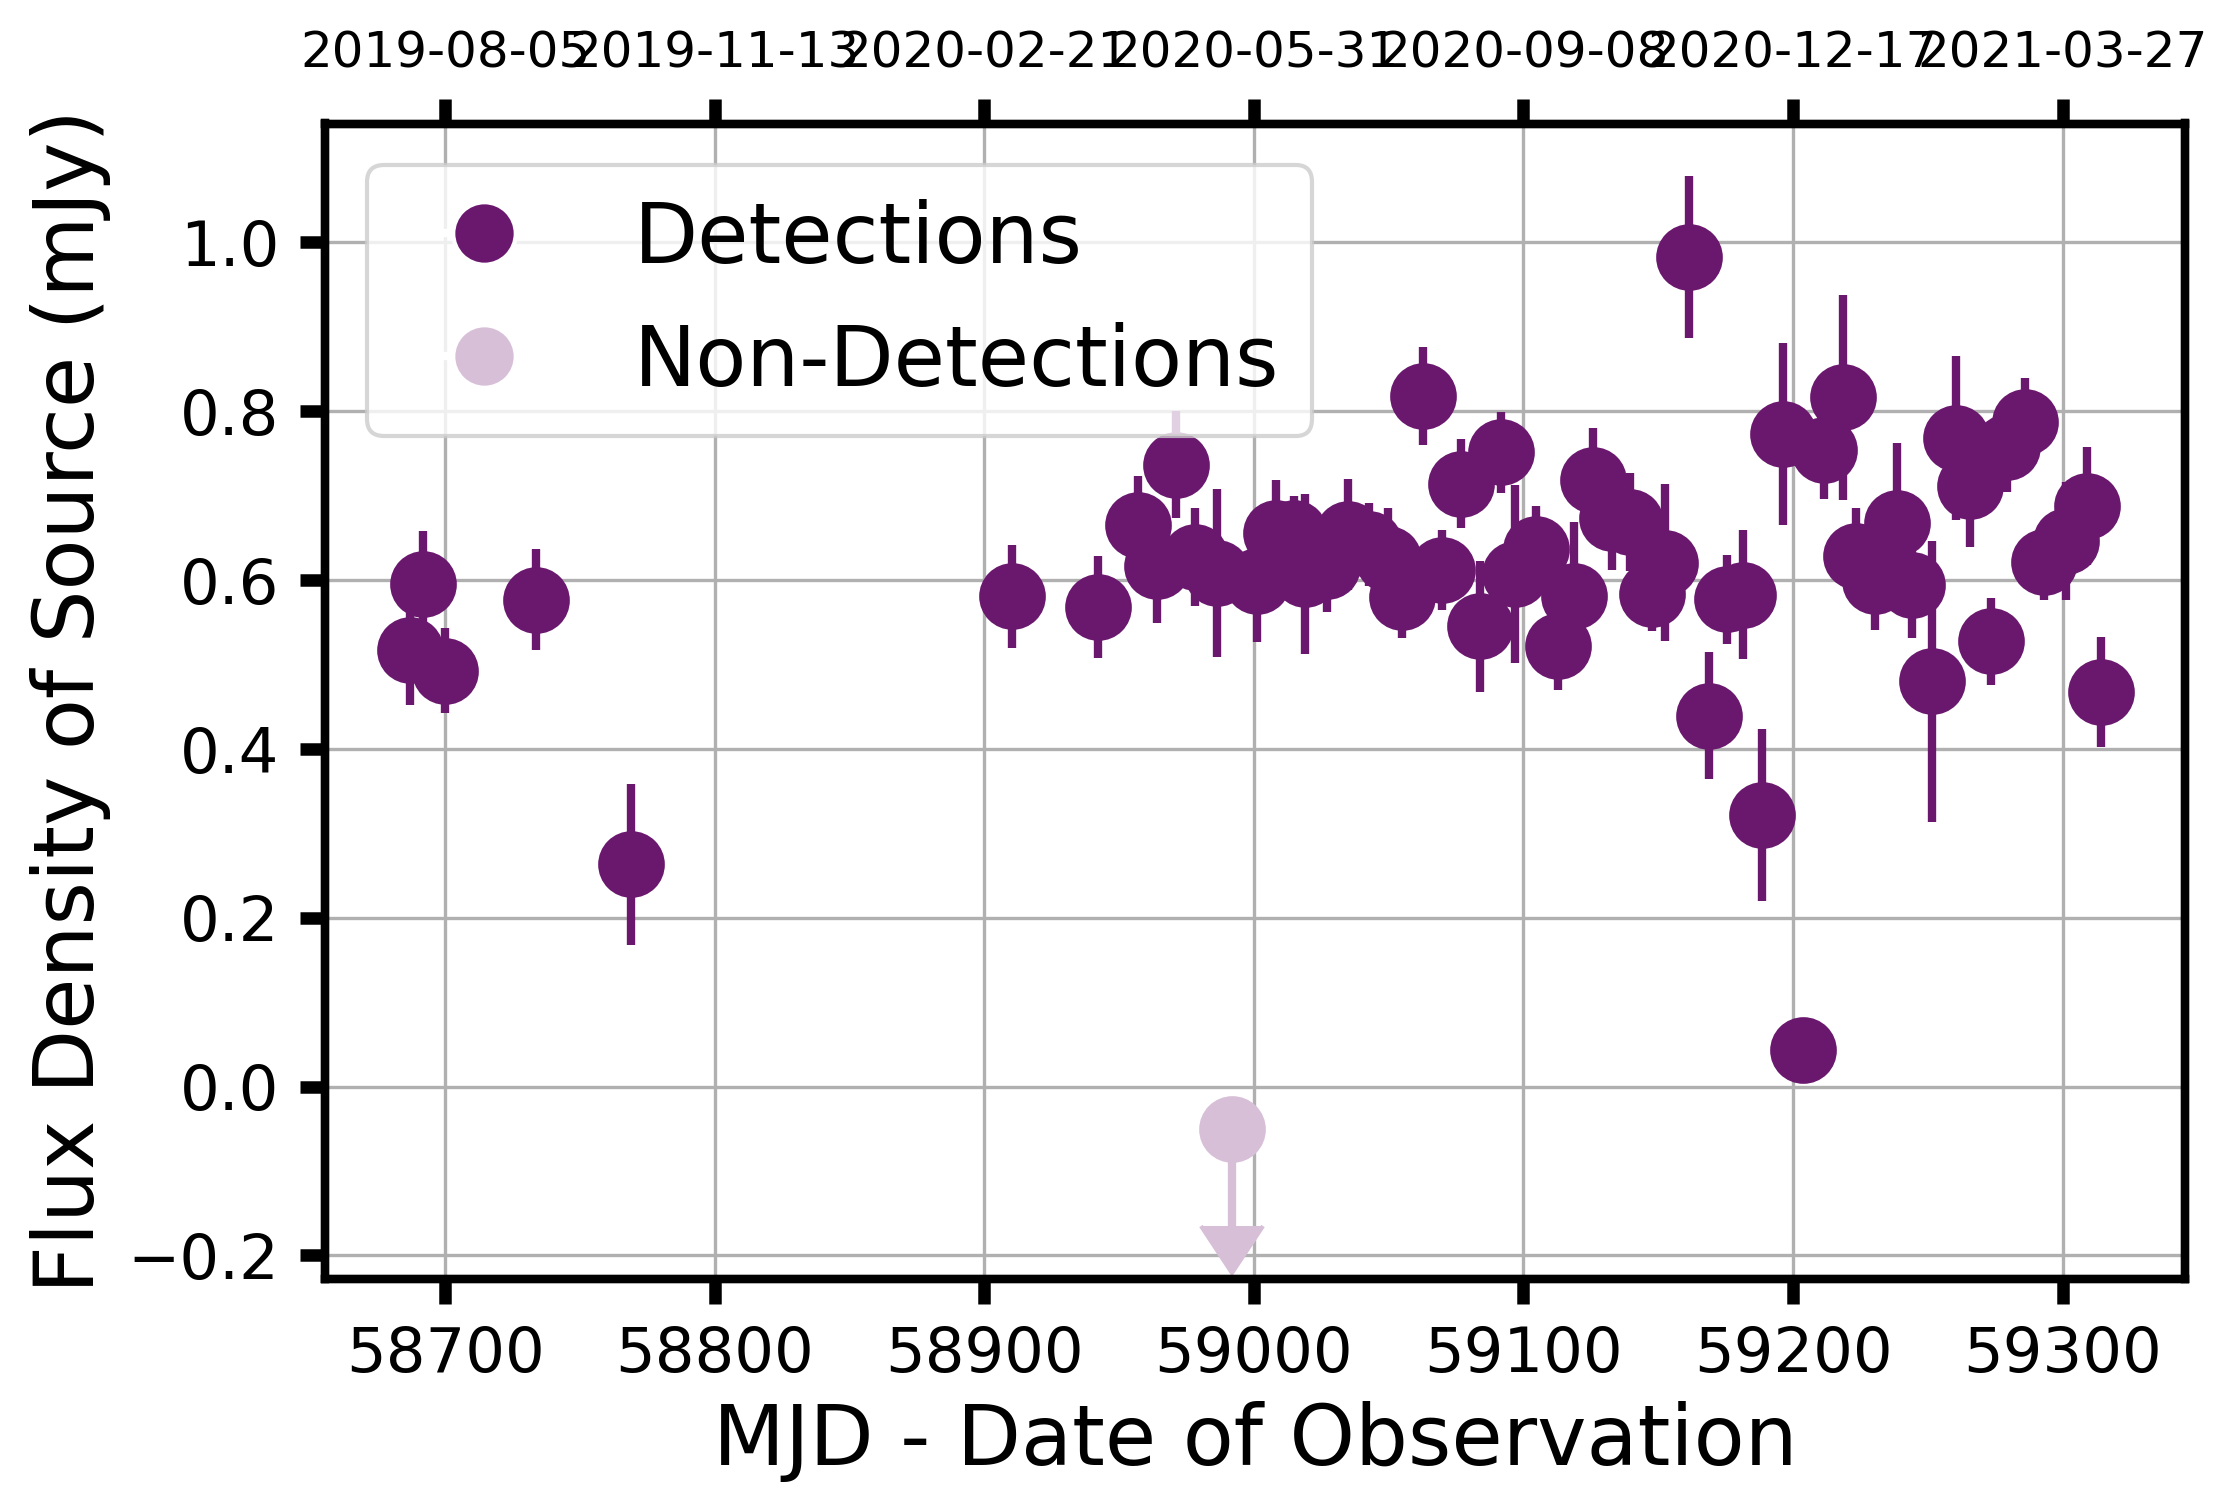 2019-08-05 2019-11-13 2020-02-21 2020-05-31 2020-09-08 2020-12-17 2021-03-27
Flux Density of Source (mJy)
Detections
Non-Detections
1.0
0.8
0.6
0.4
0.2
0.0
−0.2
58700 58800 58900 59000 59100 59200 59300
MJD - Date of Observation